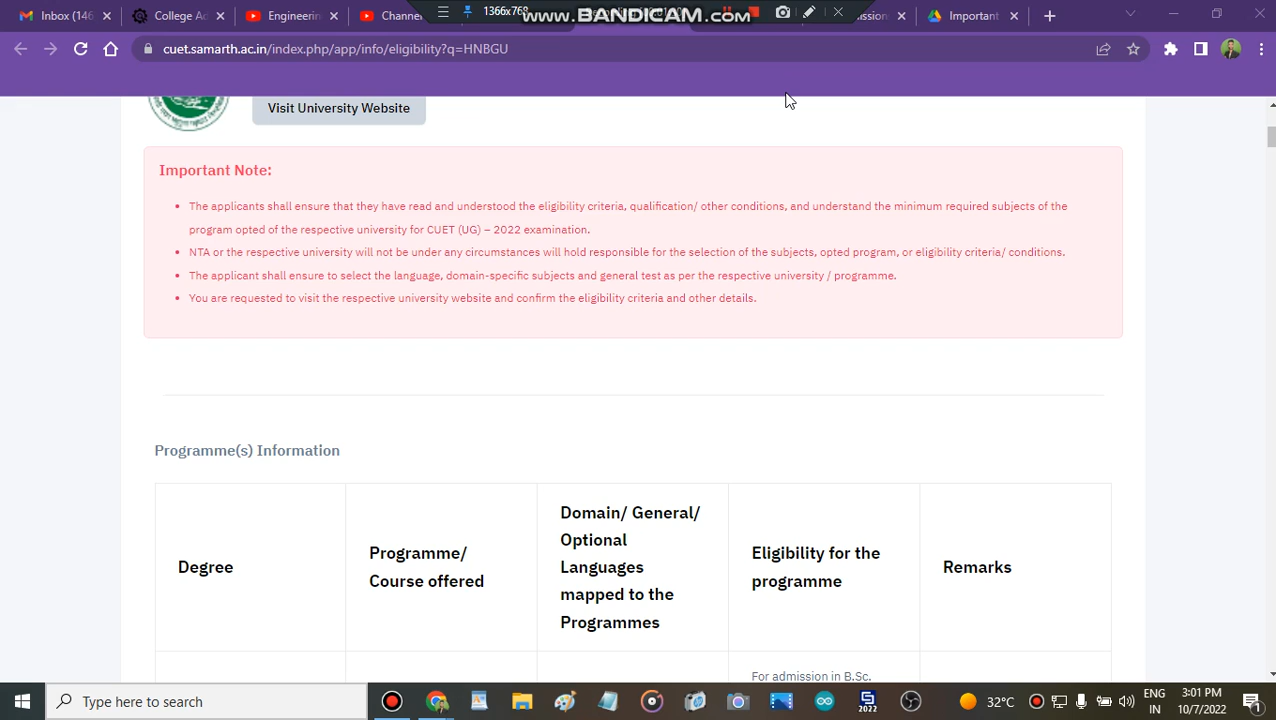 Inbox (146
College Ad
Engineerin
Channe
1366x768
www.BANDICAM.com
Important
cuet.samarth.ac.in/index.php/app/info/eligibility?q=HNBGU
Visit University Website
Important Note:
The applicants shall ensure that they have read and understood the eligibility criteria, qualification/ other conditions, and understand the minimum required subjects of the
program opted of the respective university for CUET (UG) – 2022 examination.
NTA or the respective university will not be under any circumstances will hold responsible for the selection of the subjects, opted program, or eligibility criteria/ conditions.
The applicant shall ensure to select the language, domain-specific subjects and general test as per the respective university / programme.
You are requested to visit the respective university website and confirm the eligibility criteria and other details.
Programme(s) Information
Degree
Programme/
Course offered
Domain/ General/
Optional
Languages
mapped to the
Programmes
Eligibility for the
programme
Remarks
For admission in B.Sc.
Type here to search
2022
32°C
ENG
IN
3:01 PM
10/7/2022
1